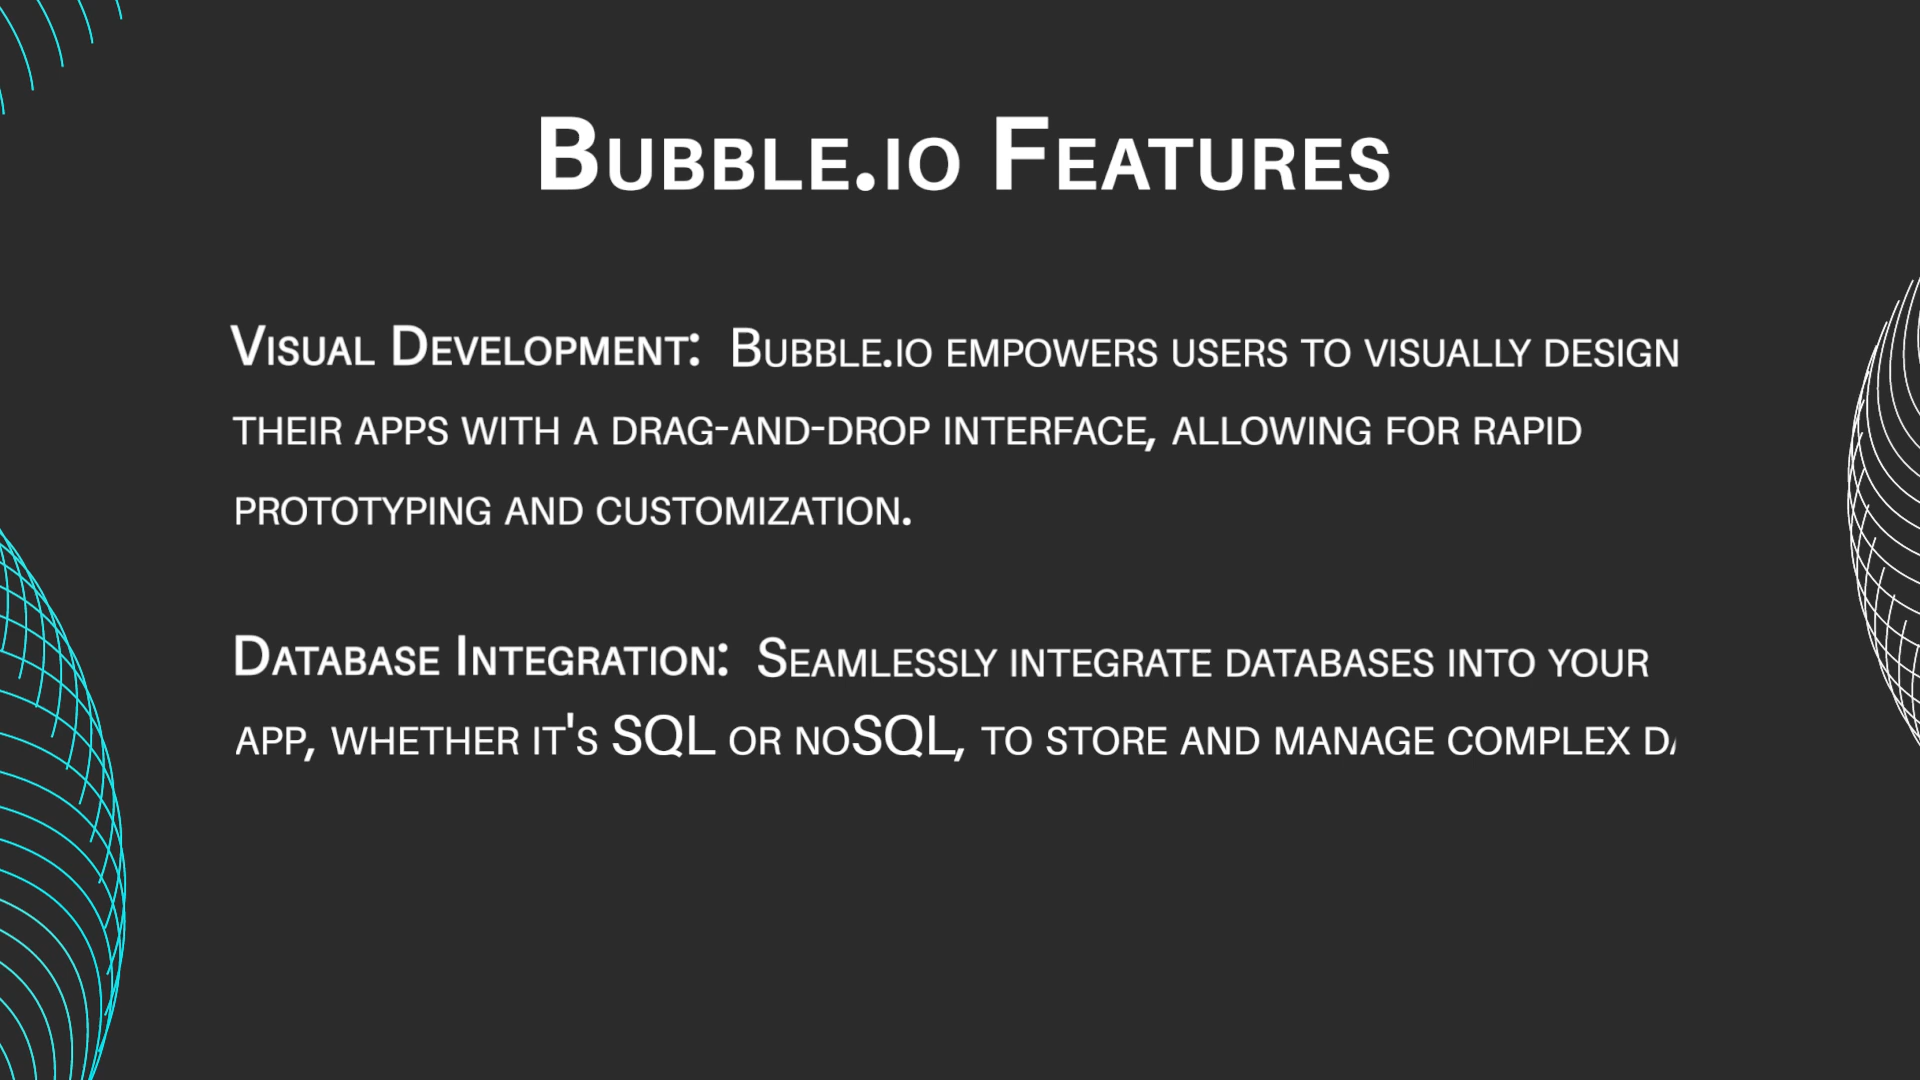 Bubble.io Features
Visual Development: Bubble.io empowers users to visually design
their apps with a drag-and-drop interface, allowing for rapid
prototyping and customization.
Database Integration: Seamlessly integrate databases into your
app, whether it's SQL or noSQL, to store and manage complex